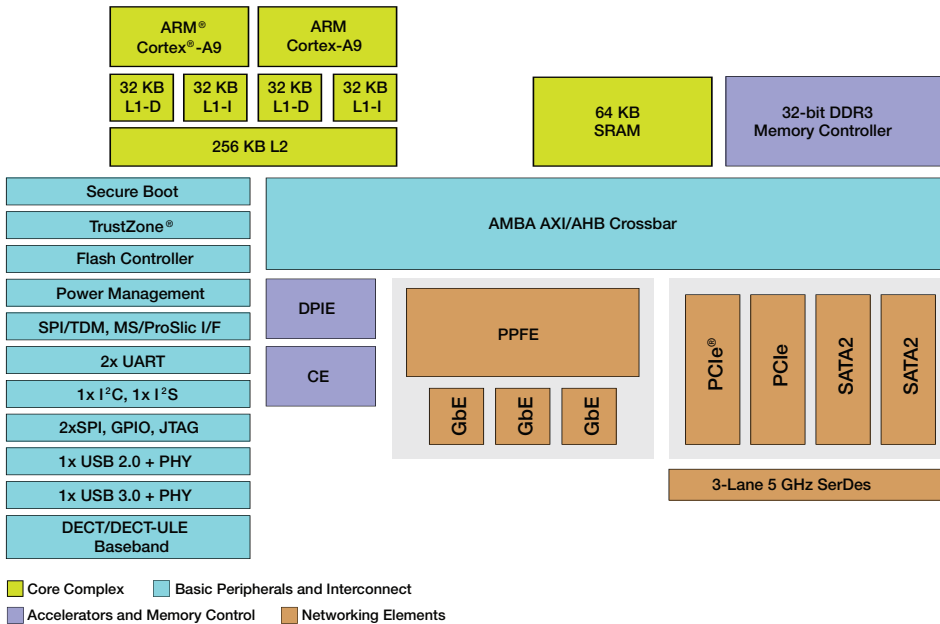 ARM®
Cortex®-A9
ARM
Cortex-A9
32 KB
L1-D
32 KB
L1-I
32 KB
L1-D
32 KB
L1-I
256 KB L2
64 KB
SRAM
32-bit DDR3
Memory Controller
Secure Boot
TrustZone®
Flash Controller
Power Management
SPI/TDM, MS/ProSlic I/F
2x UART
1x I²C, 1x I²S
2xSPI, GPIO, JTAG
1x USB 2.0 + PHY
1x USB 3.0 + PHY
DECT/DECT-ULE
Baseband
AMBA AXI/AHB Crossbar
DPIE
CE
PPFE
GbE
GbE
GbE
PCIe®
PCIe
SATA2
SATA2
3-Lane 5 GHz SerDes
Core Complex
Basic Peripherals and Interconnect
Accelerators and Memory Control
Networking Elements